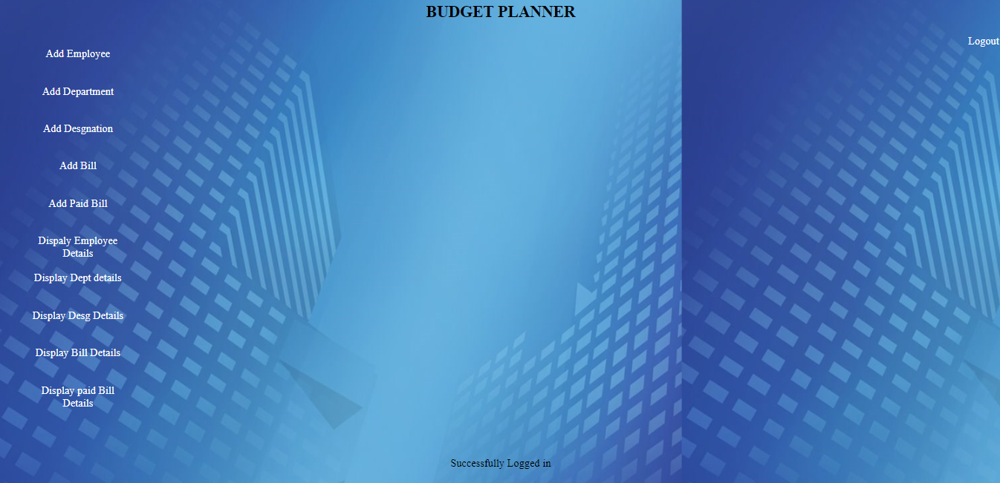 BUDGET PLANNER
Logout
Add Employee
Add Department
Add Desgnation
Add Bill
Add Paid Bill
Dispaly Employee
Details
Display Dept details
Display Desg Details
Display Bill Details
Display paid Bill
Details
Successfully Logged in